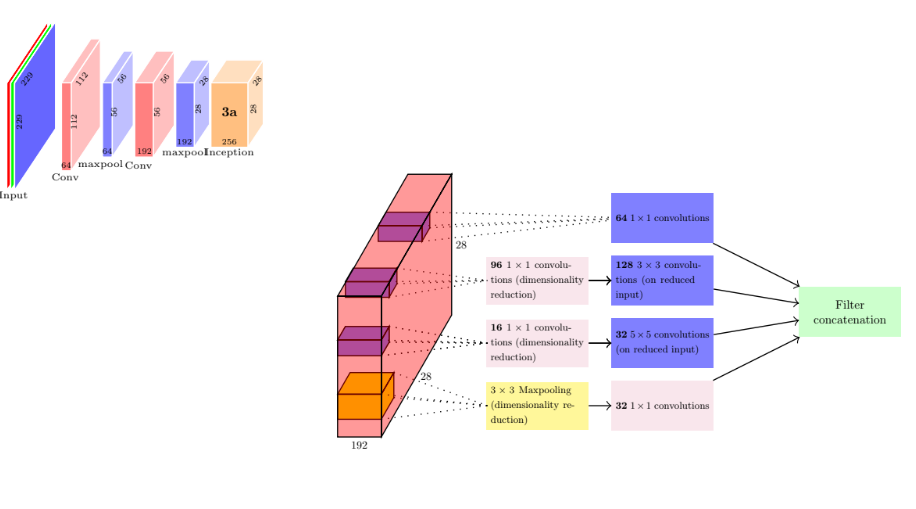 229
229
Input
112
112
64
Conv
56
56
64
maxpool
56
56
192
Conv
28
28
192
maxpool
28
28
3a
256
Inception
28
28
192
64 1 × 1 convolutions
96 1 × 1 convolu-
tions (dimensionality
reduction)
128 3 × 3 convolu-
tions (on reduced
input)
16 1 × 1 convolu-
tions (dimensionality
reduction)
32 5×5 convolutions
(on reduced input)
3 × 3 Maxpooling
(dimensionality re-
duction)
32 1×1 convolutions
Filter
concatenation